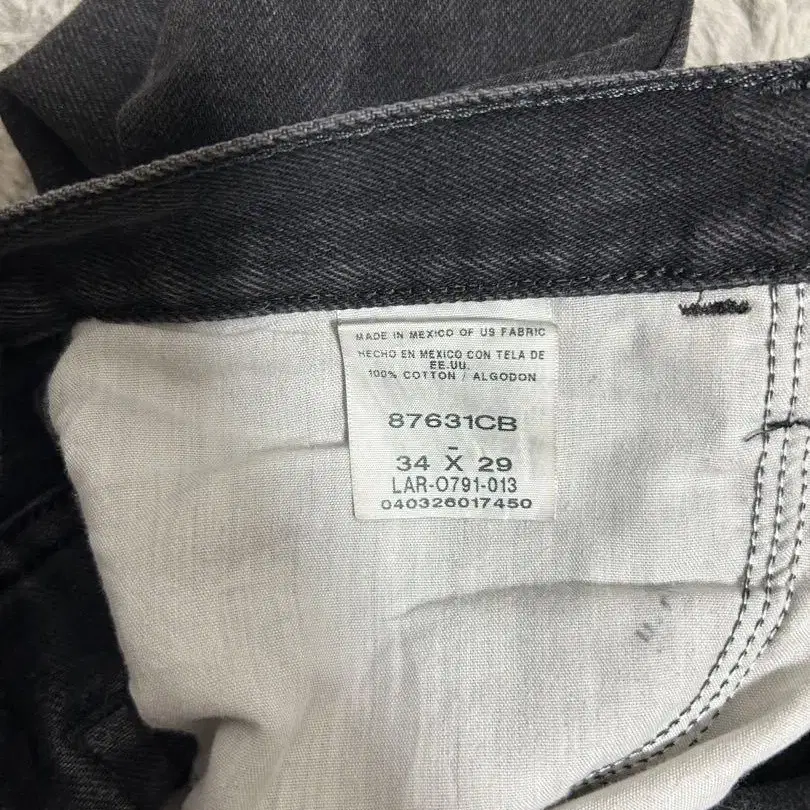 MADE IN MEXICO OF US FABRIC
HECHO EN MEXICO CON TELA DE
EE.UU.
100% COTTON / ALGODON
87631CB
-
34 X 29
LAR-0791-013
040326017450